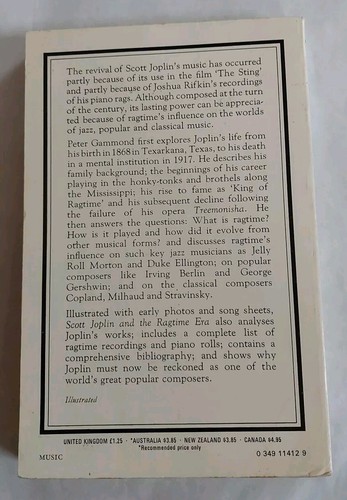 The revival of Scott Joplin's music has occurred
partly because of its use in the film 'The Sting'
and partly because of Joshua Rifkin's recordings
of his piano rags. Although composed at the turn
of the century, its lasting power can be apprecia-
ted because of ragtime's influence on the worlds
of jazz, popular and classical music.
Peter Gammond first explores Joplin's life from
his birth in 1868 in Texarkana, Texas, to his death
in a mental institution in 1917. He describes his
family background; the beginnings of his career
playing in the honky-tonks and brothels along
the Mississippi; his rise to fame as 'King of
Ragtime' and his subsequent decline following
the failure of his opera Treemonisha. He
then answers the questions: What is ragtime?
How is it played and how did it evolve from
other musical forms? and discusses ragtime's
influence on such key jazz musicians as Jelly
Roll Morton and Duke Ellington; on popular
composers like Irving Berlin and George
Gershwin; and on the classical composers
Copland, Milhaud and Stravinsky.
Illustrated with early photos and song sheets,
Scott Joplin and the Ragtime Era also analyses
Joplin's works; includes a complete list of
ragtime recordings and piano rolls; contains a
comprehensive bibliography; and shows why
Joplin must now be reckoned as one of the
world's great popular composers.
Illustrated
UNITED KINGDOM £1.25 · *AUSTRALIA $3.85 · NEW ZEALAND $3.85 · CANADA $4.95
*Recommended price only
MUSIC
0 349 11412 9